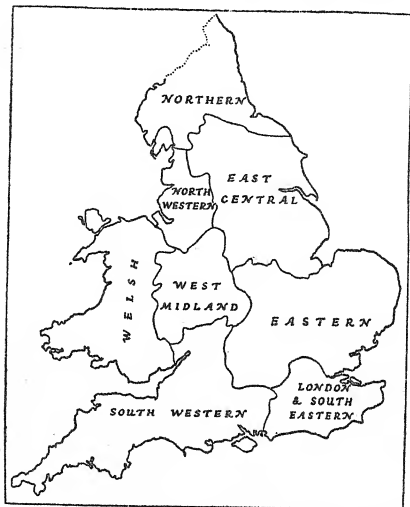 NORTHERN
EAST
CENTRAL
NORTH
WESTERN
WELSH
WEST
MIDLAND
EASTERN
LONDON
& SOUTH
EASTERN
SOUTH WESTERN